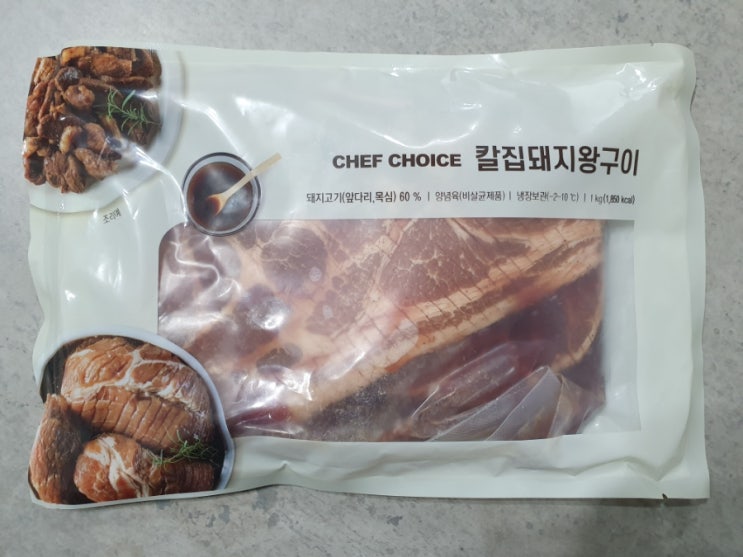 CHEF CHOICE 칼집돼지왕구이
돼지고기(앞다리,목심) 60 % | 양념육(비살균제품) | 냉장보관(-2~10℃) | 1kg(1,850 kcal)
조리예